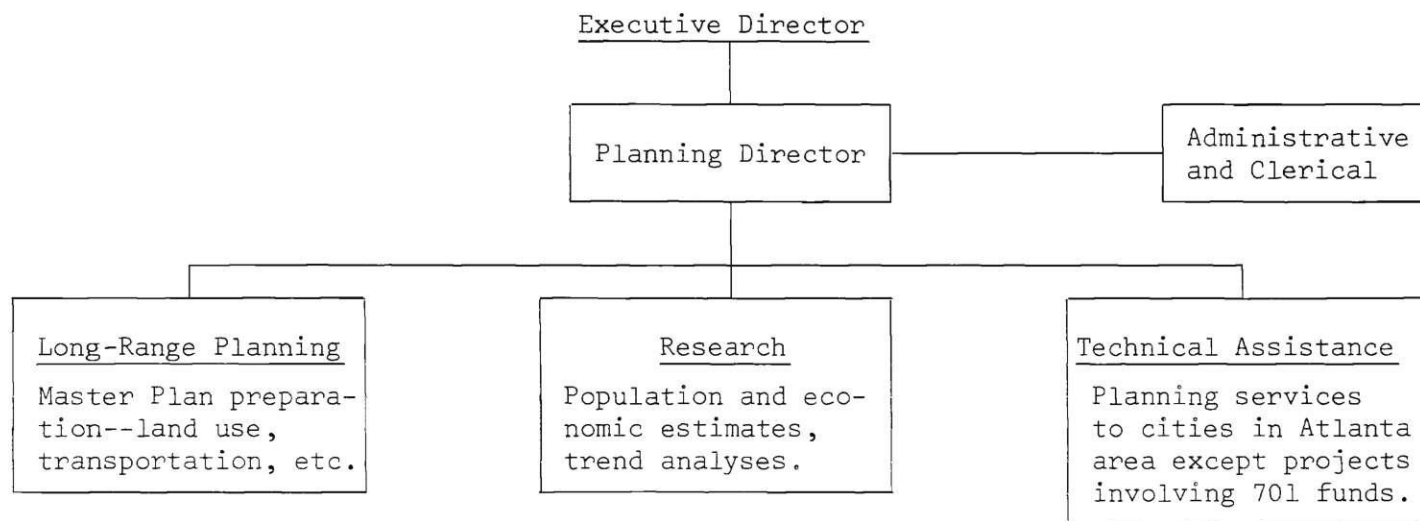 Executive Director
Planning Director
Administrative
and Clerical
Long-Range Planning
Master Plan prepara-
tion--land use,
transportation, etc.
Research
Population and eco-
nomic estimates,
trend analyses.
Technical Assistance
Planning services
to cities in Atlanta
area except projects
involving 701 funds.